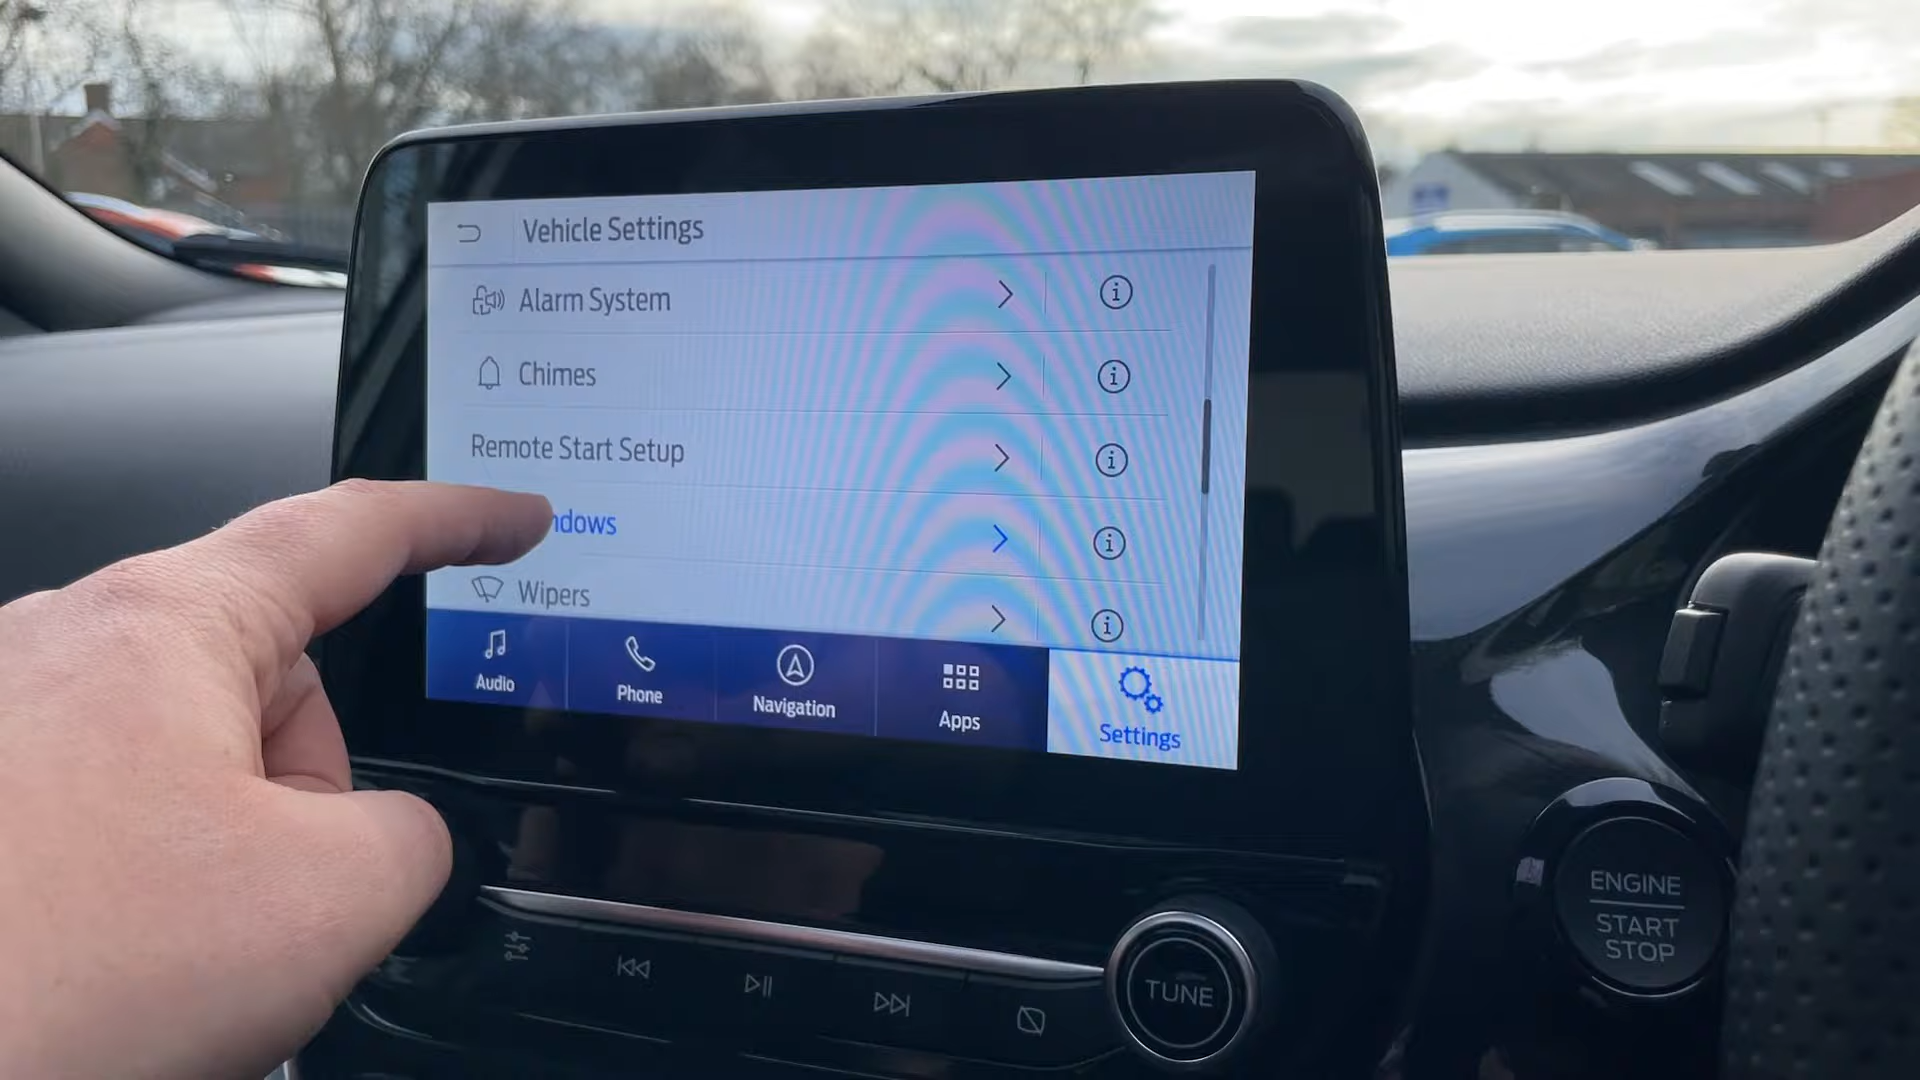 Vehicle Settings
Alarm System
Chimes
Remote Start Setup
ndows
Wipers
Audio
Phone
Navigation
Apps
Settings
ENGINE
START
STOP
TUNE